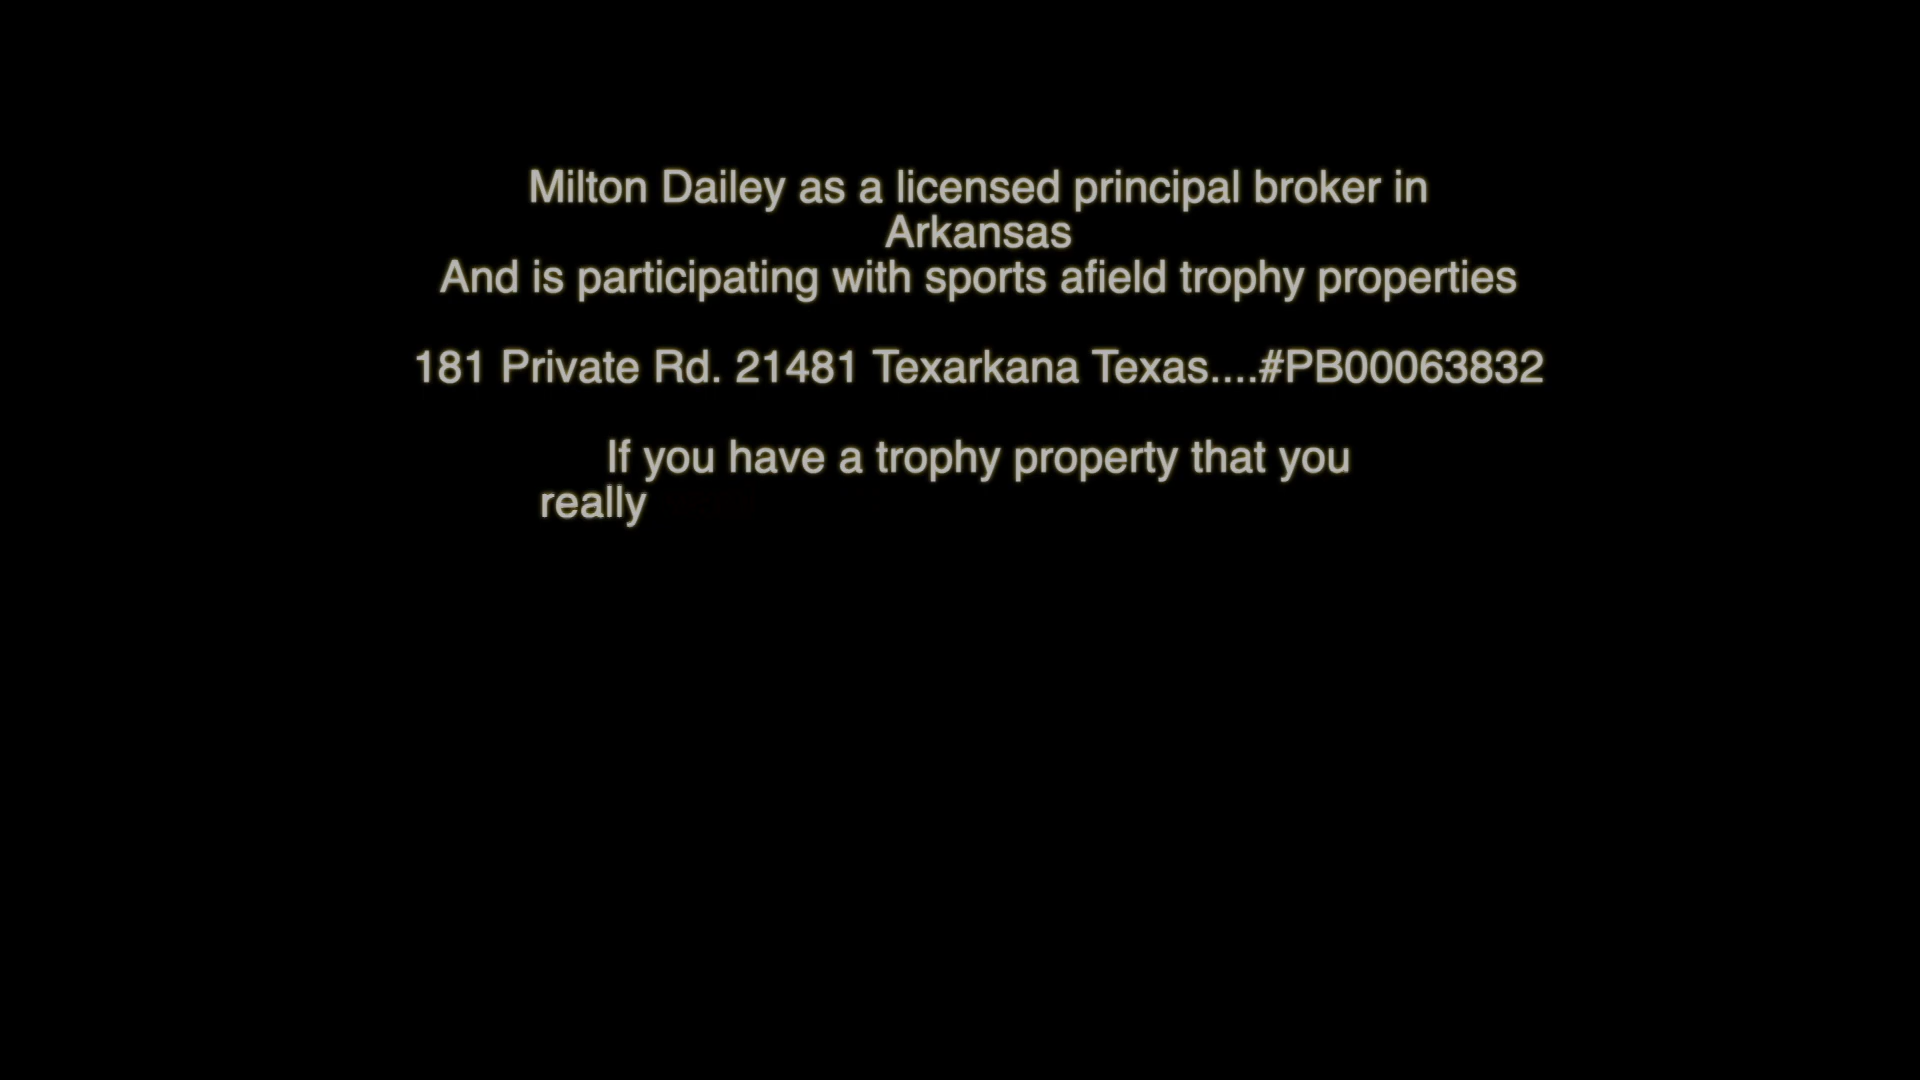 Milton Dailey as a licensed principal broker in
Arkansas
And is participating with sports afield trophy properties
181 Private Rd. 21481 Texarkana Texas....#PB00063832
If you have a trophy property that you
really